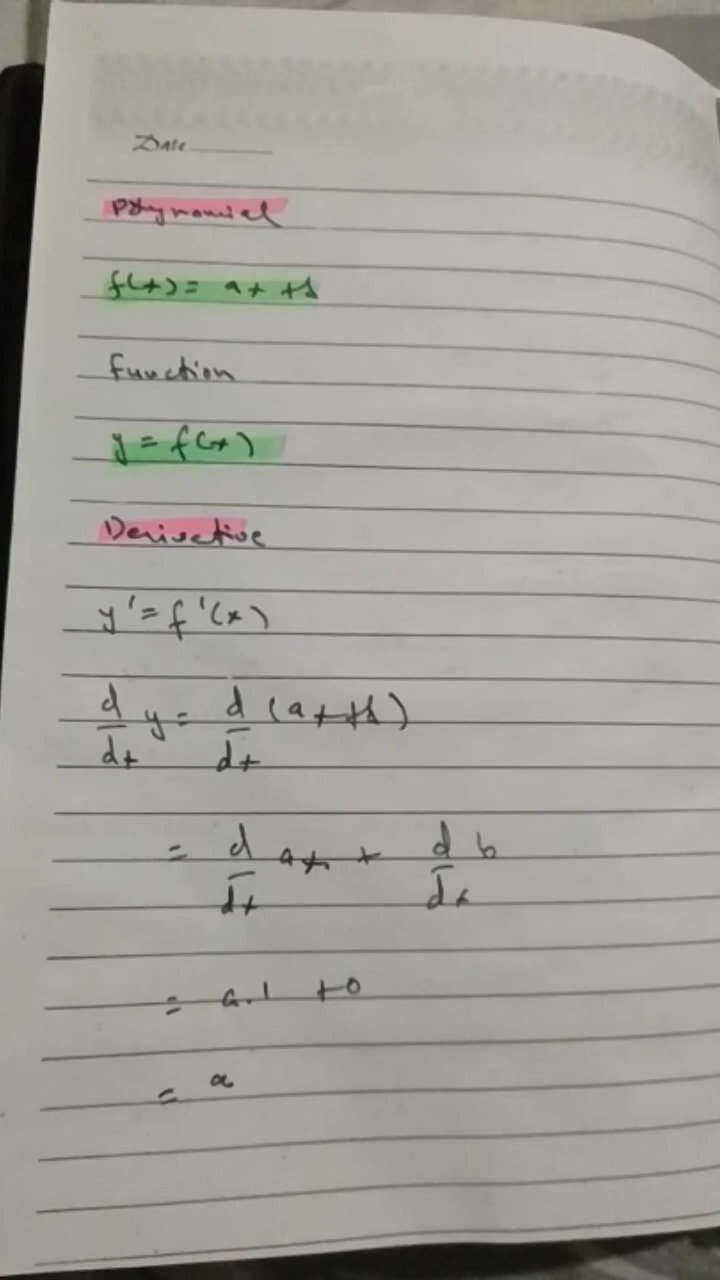 Date
Polynomial
f(x) = ax + b
function
y = f(x)
Derivative
y' = f'(x)
d/dx y = d/dx (ax + b)
= d/dx ax + d/dx b
= a.1 + 0
= a